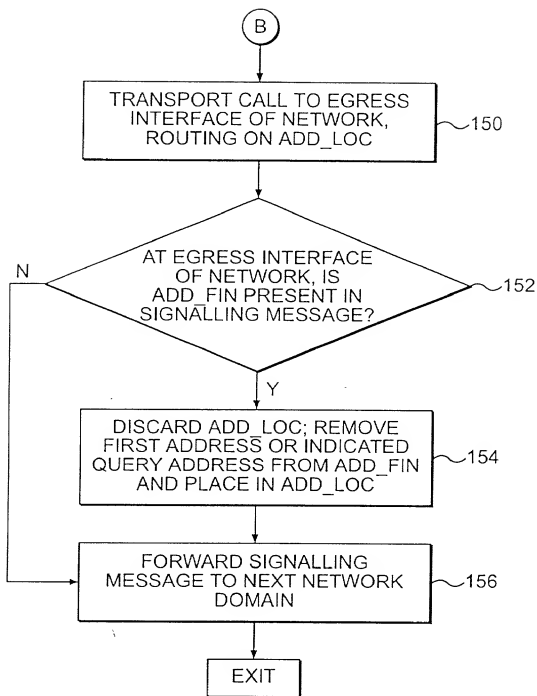 B
TRANSPORT CALL TO EGRESS
INTERFACE OF NETWORK,
ROUTING ON ADD_LOC
150
AT EGRESS INTERFACE
OF NETWORK, IS
ADD_FIN PRESENT IN
SIGNALLING MESSAGE?
N
152
Y
DISCARD ADD_LOC; REMOVE
FIRST ADDRESS OR INDICATED
QUERY ADDRESS FROM ADD_FIN
AND PLACE IN ADD_LOC
154
FORWARD SIGNALLING
MESSAGE TO NEXT NETWORK
DOMAIN
156
EXIT